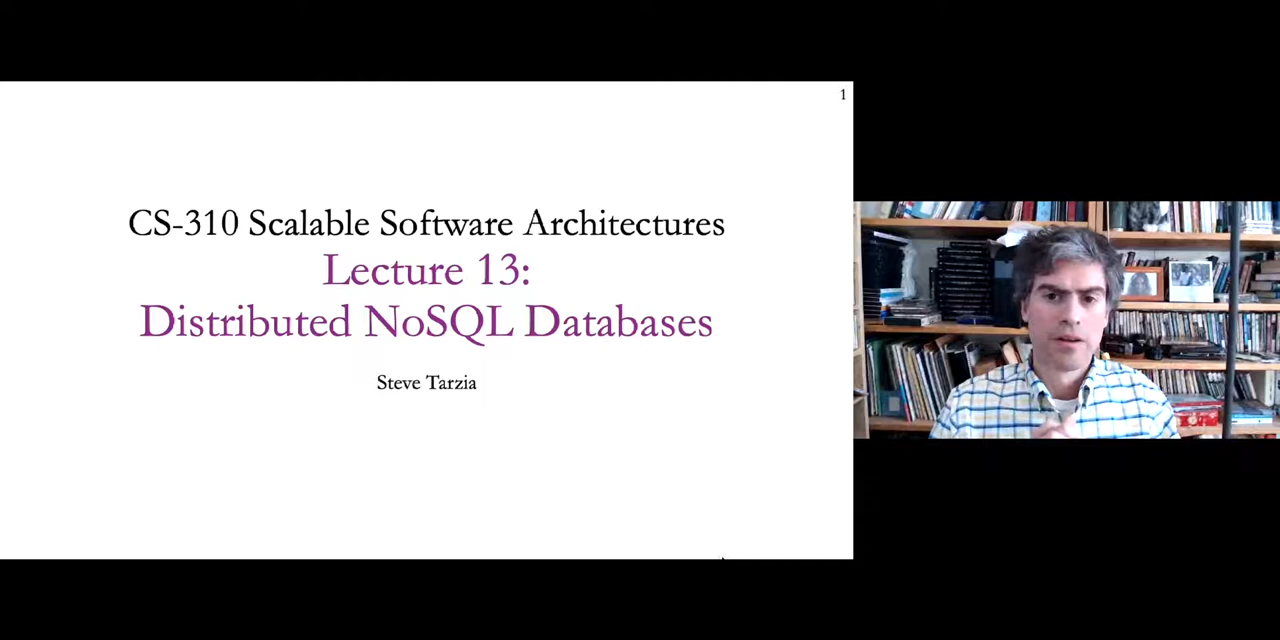 1
CS-310 Scalable Software Architectures
Lecture 13:
Distributed NoSQL Databases
Steve Tarzia